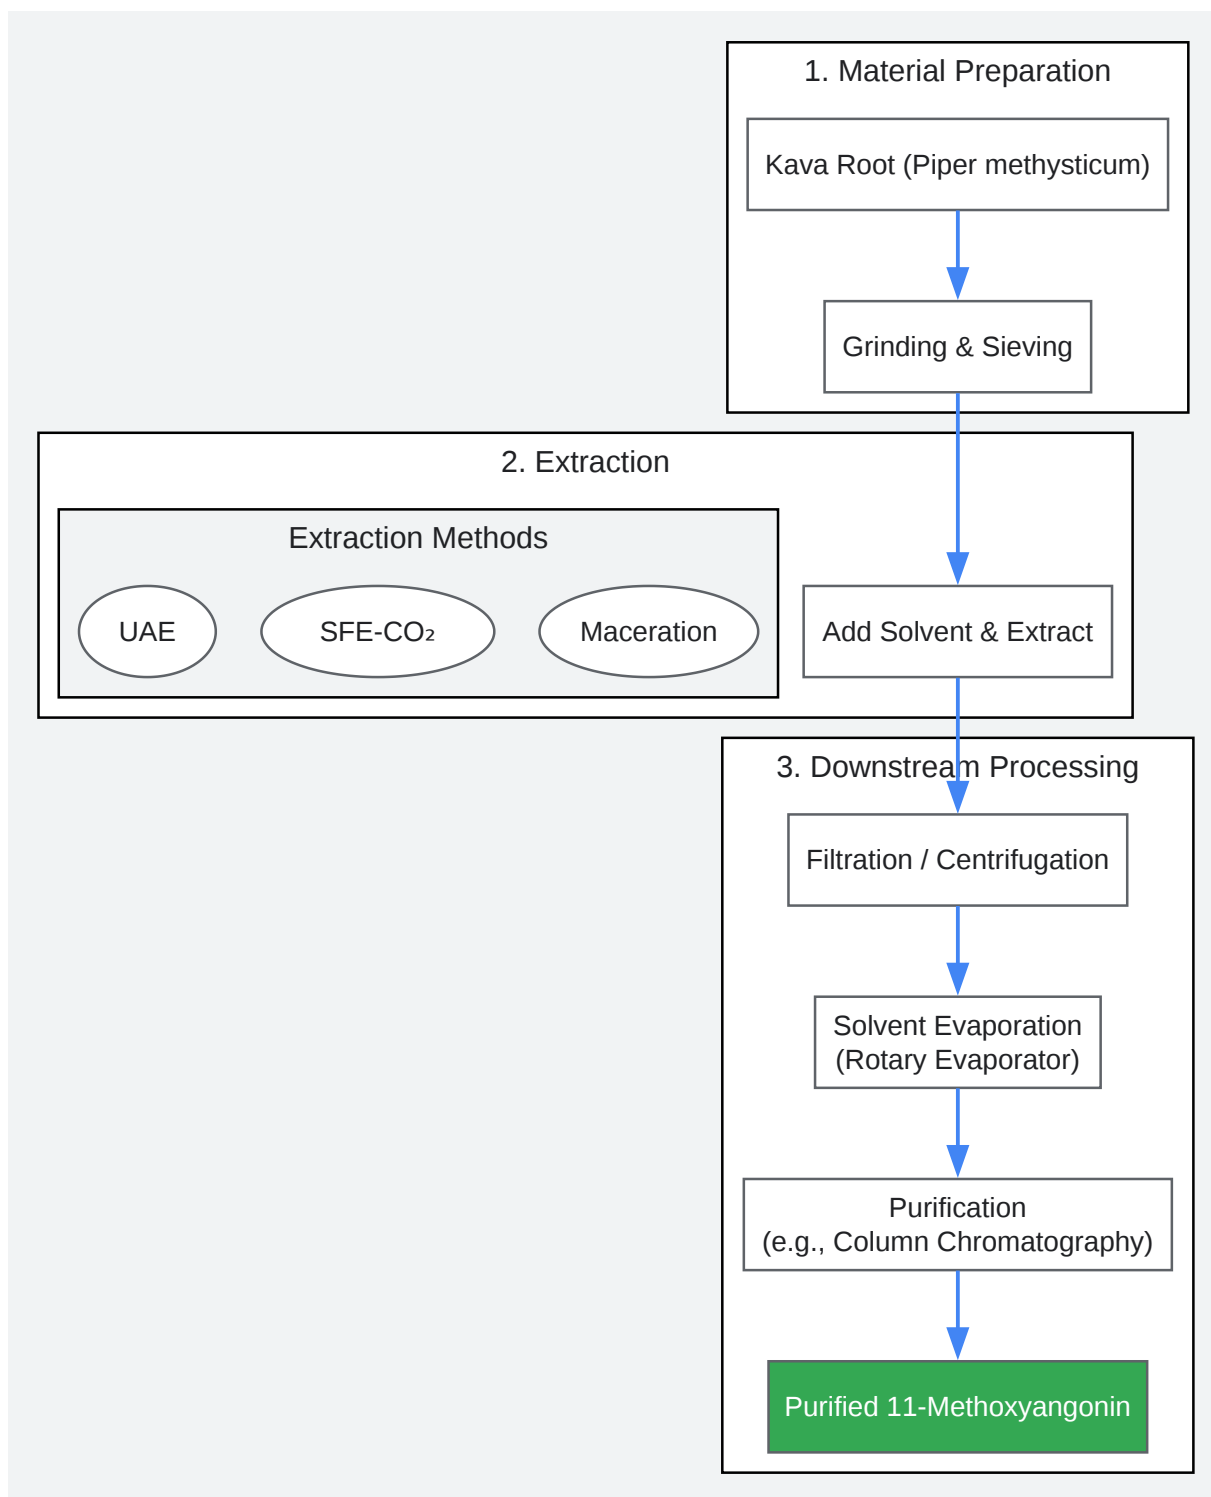 1. Material Preparation
Kava Root (Piper methysticum)
Grinding & Sieving
2. Extraction
Extraction Methods
UAE
SFE-CO₂
Maceration
Add Solvent & Extract
3. Downstream Processing
Filtration / Centrifugation
Solvent Evaporation
(Rotary Evaporator)
Purification
(e.g., Column Chromatography)
Purified 11-Methoxyangonin